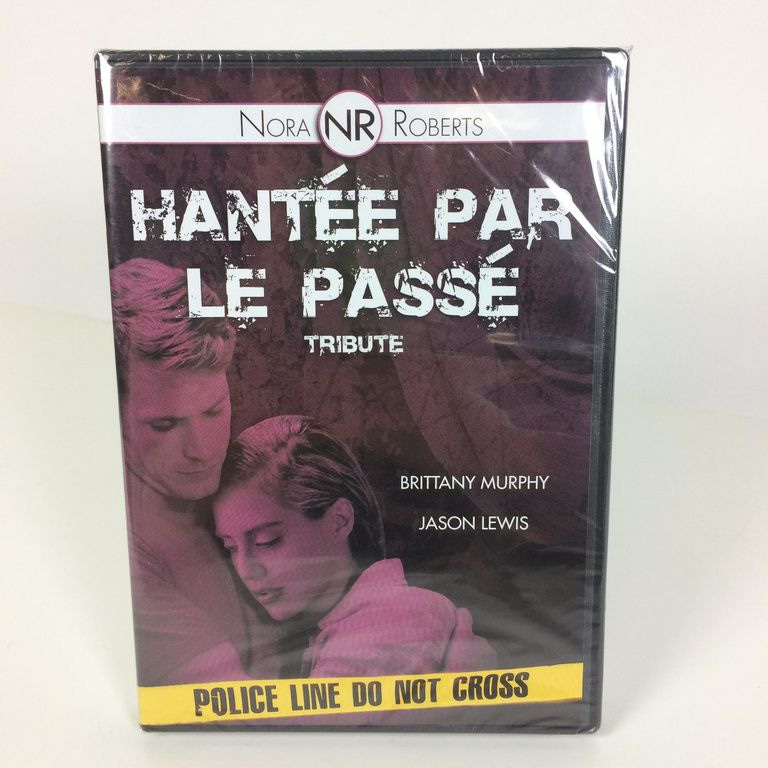 NORA NR ROBERTS
HANTÉE PAR
LE PASSÉ
TRIBUTE
BRITTANY MURPHY
JASON LEWIS
POLICE LINE DO NOT CROSS